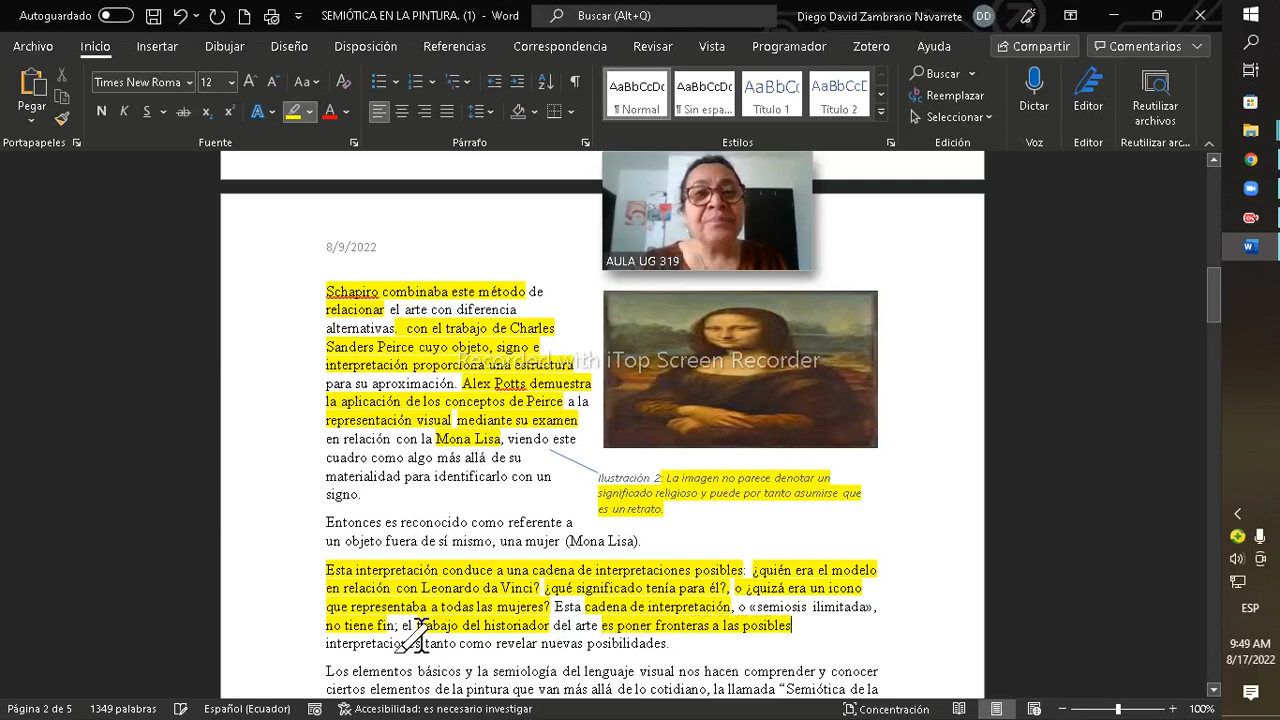 Autoguardado
SEMIÓTICA EN LA PINTURA. (1) - Word
Buscar (Alt+Q)
Diego David Zambrano Navarrete
DD
Archivo
Inicio
Insertar
Dibujar
Diseño
Disposición
Referencias
Correspondencia
Revisar
Vista
Programador
Zotero
Ayuda
Compartir
Comentarios
Pegar
Times New Roma
12
Aa
N K S ab x₂ x²
AaBbCcDc
AaBbCcDc
AaBbC(
AaBbCcE
¶ Normal
¶ Sin espa...
Título 1
Título 2
Buscar
Reemplazar
Seleccionar
Dictar
Editor
Reutilizar
archivos
Portapapeles
Fuente
Párrafo
Estilos
Edición
Voz
Editor
Reutilizar arc...
AULA UG 319
8/9/2022
Schapiro combinaba este método de
relacionar el arte con diferencia
alternativas. con el trabajo de Charles
Sanders Peirce cuyo objeto, signo e
interpretación proporciona una estructura
para su aproximación. Alex Potts demuestra
la aplicación de los conceptos de Peirce a la
representación visual mediante su examen
en relación con la Mona Lisa, viendo este
cuadro como algo más allá de su
materialidad para identificarlo con un
signo.
Recorded with iTop Screen Recorder
Ilustración 2: La imagen no parece denotar un
significado religioso y puede por tanto asumirse que
es un retrato.
Entonces es reconocido como referente a
un objeto fuera de sí mismo, una mujer (Mona Lisa).
Esta interpretación conduce a una cadena de interpretaciones posibles: ¿quién era el modelo
en relación con Leonardo da Vinci? ¿qué significado tenía para él?, o ¿quizá era un icono
que representaba a todas las mujeres? Esta cadena de interpretación, o «semiosis ilimitada»,
no tiene fin; el trabajo del historiador del arte es poner fronteras a las posibles
interpretaciones tanto como revelar nuevas posibilidades.
Los elementos básicos y la semiología del lenguaje visual nos hacen comprender y conocer
ciertos elementos de la pintura que van más allá de lo cotidiano, la llamada “Semiótica de la
Página 2 de 5
1349 palabras
Español (Ecuador)
Accesibilidad: es necesario investigar
Concentración
100%
ESP
9:49 AM
8/17/2022